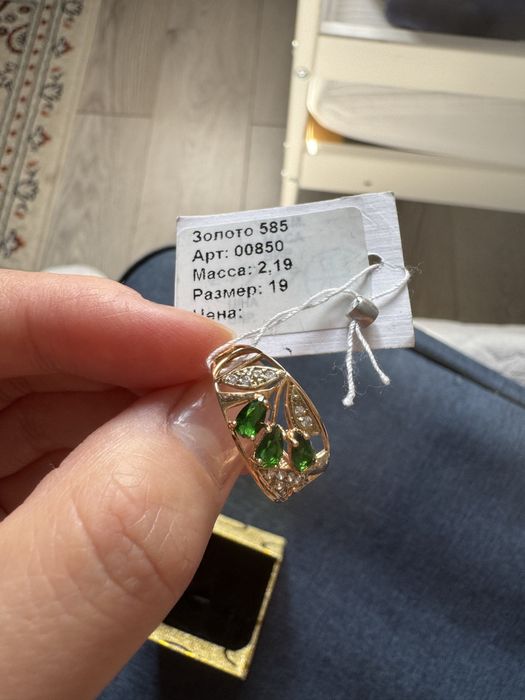 Золото 585
Арт: 00850
Масса: 2,19
Размер: 19
Цена: